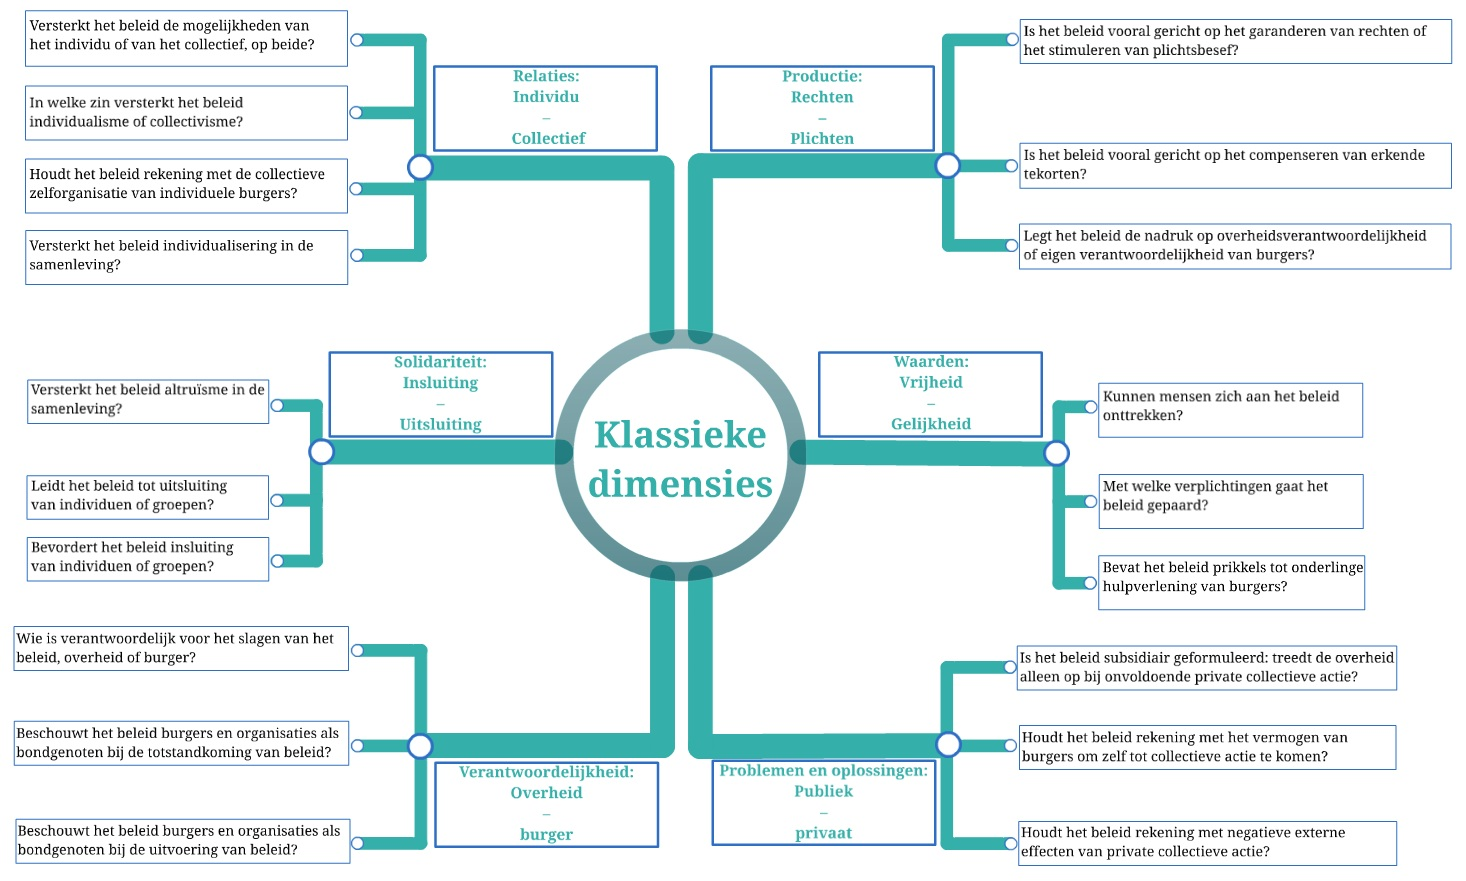 Klassieke
dimensies
Relaties:
Individu
–
Collectief
Versterkt het beleid de mogelijkheden van
het individu of van het collectief, op beide?
In welke zin versterkt het beleid
individualisme of collectivisme?
Houdt het beleid rekening met de collectieve
zelforganisatie van individuele burgers?
Versterkt het beleid individualisering in de
samenleving?
Productie:
Rechten
–
Plichten
Is het beleid vooral gericht op het garanderen van rechten of
het stimuleren van plichtsbesef?
Is het beleid vooral gericht op het compenseren van erkende
tekorten?
Legt het beleid de nadruk op overheidsverantwoordelijkheid
of eigen verantwoordelijkheid van burgers?
Solidariteit:
Insluiting
–
Uitsluiting
Versterkt het beleid altruïsme in de
samenleving?
Leidt het beleid tot uitsluiting
van individuen of groepen?
Bevordert het beleid insluiting
van individuen of groepen?
Waarden:
Vrijheid
–
Gelijkheid
Kunnen mensen zich aan het beleid
onttrekken?
Met welke verplichtingen gaat het
beleid gepaard?
Bevat het beleid prikkels tot onderlinge
hulpverlening van burgers?
Verantwoordelijkheid:
Overheid
–
burger
Wie is verantwoordelijk voor het slagen van het
beleid, overheid of burger?
Beschouwt het beleid burgers en organisaties als
bondgenoten bij de totstandkoming van beleid?
Beschouwt het beleid burgers en organisaties als
bondgenoten bij de uitvoering van beleid?
Problemen en oplossingen:
Publiek
–
privaat
Is het beleid subsidiair geformuleerd: treedt de overheid
alleen op bij onvoldoende private collectieve actie?
Houdt het beleid rekening met het vermogen van
burgers om zelf tot collectieve actie te komen?
Houdt het beleid rekening met negatieve externe
effecten van private collectieve actie?